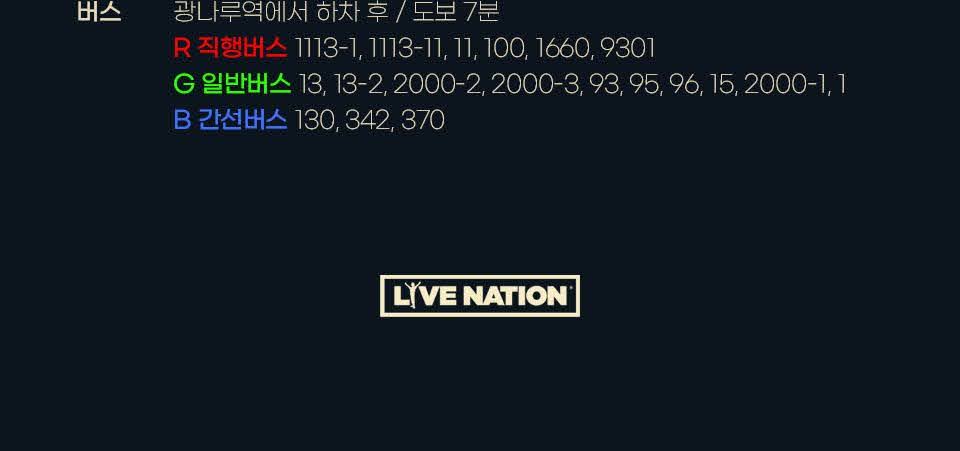 버스 광나루역에서 하차 후 / 도보 7분
R 직행버스 1113-1, 1113-11, 11, 100, 1660, 9301
G 일반버스 13, 13-2, 2000-2, 2000-3, 93, 95, 96, 15, 2000-1, 1
B 간선버스 130, 342, 370
LIVE NATION